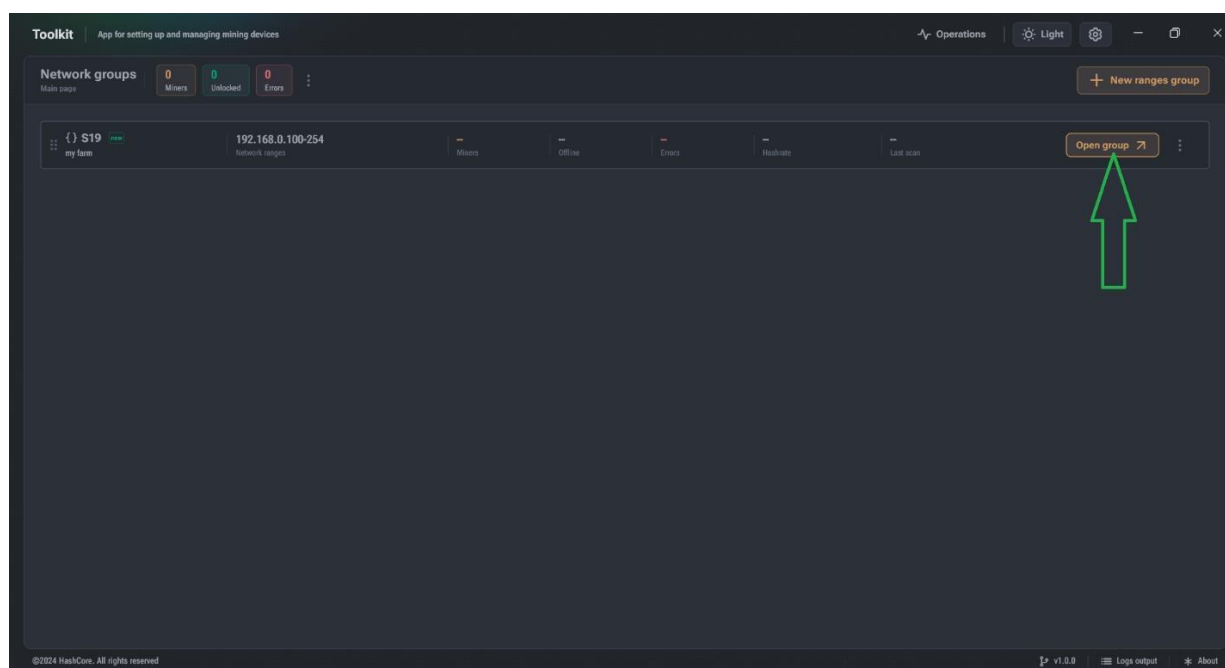 Toolkit App for setting up and managing mining devices Operations Light
Network groups 0 0 0 New ranges group
Main page Miners Unlocked Errors
{} S19 new 192.168.0.100-254 -- -- -- -- -- Open group
my farm Network ranges Miners Offline Errors Hashrate Last scan
©2024 HashCore. All rights reserved v1.0.0 Logs output About